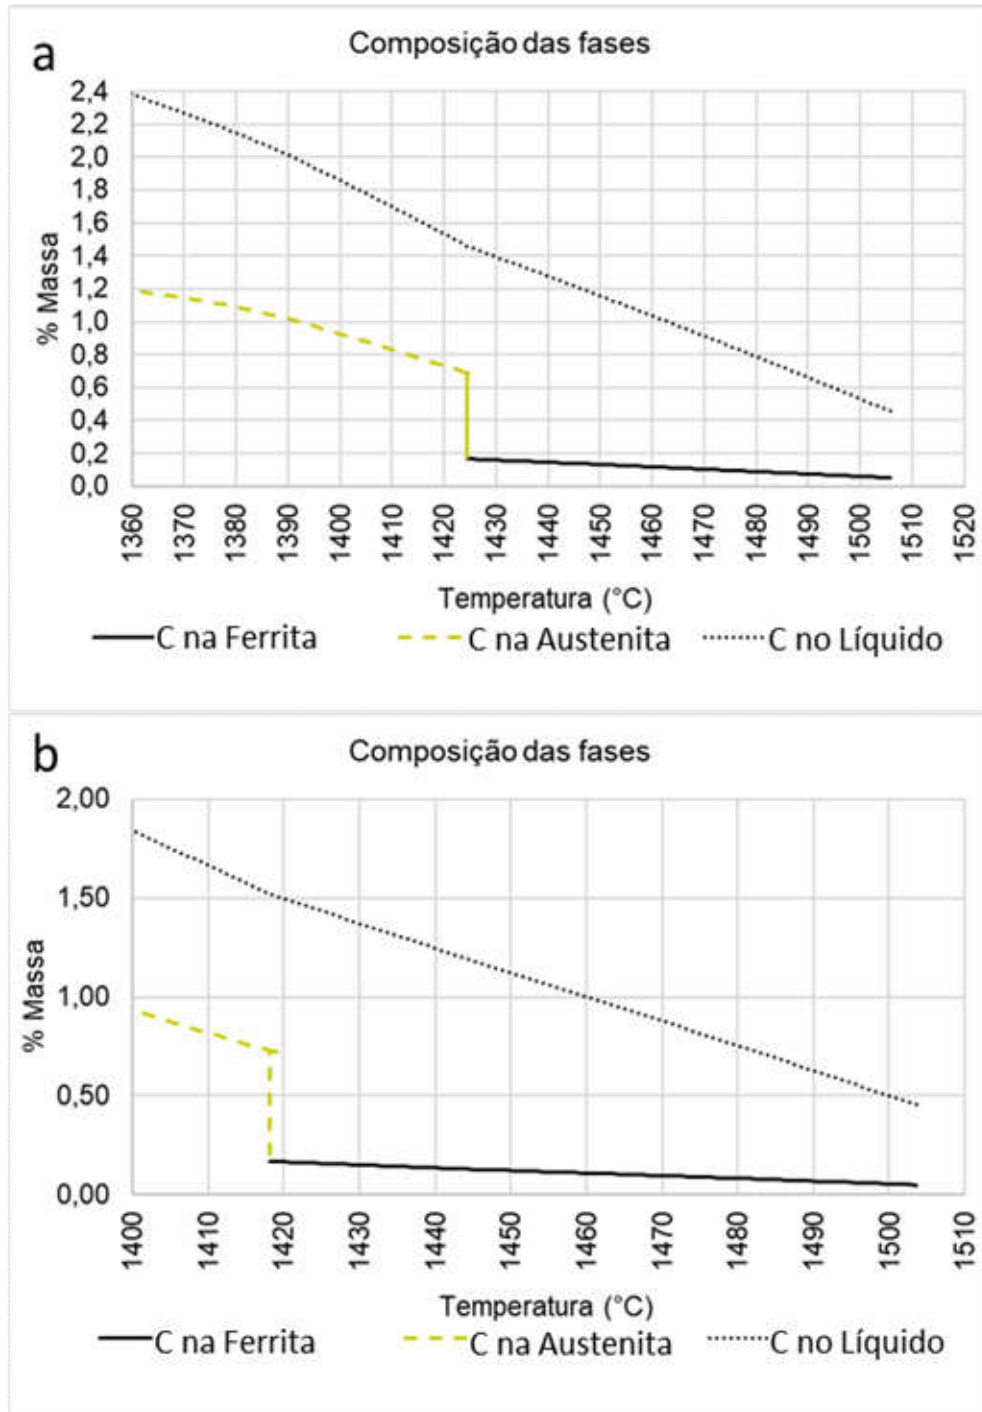 a
Composição das fases
% Massa
2,4
2,2
2,0
1,8
1,6
1,4
1,2
1,0
0,8
0,6
0,4
0,2
0,0
1360 1370 1380 1390 1400 1410 1420 1430 1440 1450 1460 1470 1480 1490 1500 1510 1520
Temperatura (°C)
C na Ferrita C na Austenita C no Líquido
b
Composição das fases
% Massa
2,00
1,50
1,00
0,50
0,00
1400 1410 1420 1430 1440 1450 1460 1470 1480 1490 1500 1510
Temperatura (°C)
C na Ferrita C na Austenita C no Líquido